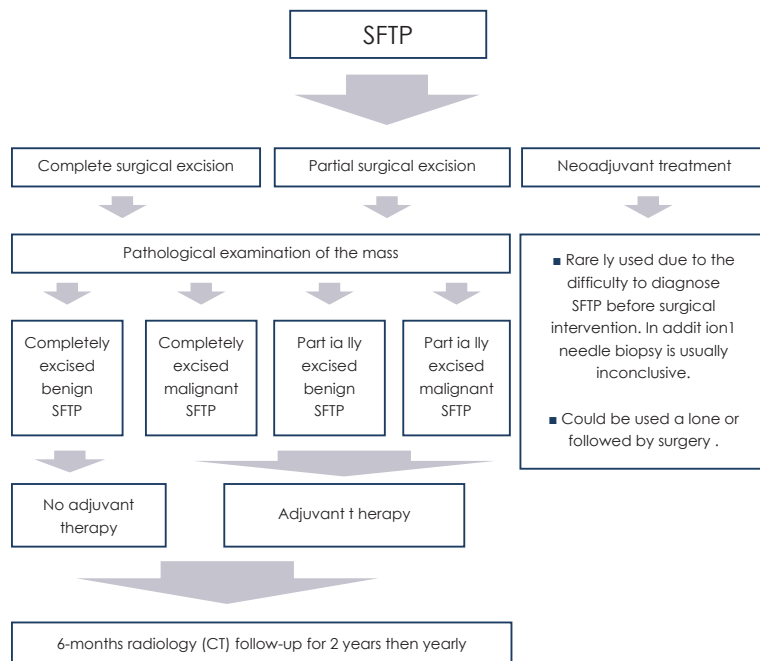 SFTP
Complete surgical excision
Partial surgical excision
Neoadjuvant treatment
Pathological examination of the mass
■ Rare ly used due to the
difficulty to diagnose
SFTP before surgical
intervention. In addit ion1
needle biopsy is usually
inconclusive.
■ Could be used a lone or
followed by surgery .
Completely
excised
benign
SFTP
Completely
excised
malignant
SFTP
Part ia lly
excised
benign
SFTP
Part ia lly
excised
malignant
SFTP
No adjuvant
therapy
Adjuvant t herapy
6-months radiology (CT) follow-up for 2 years then yearly